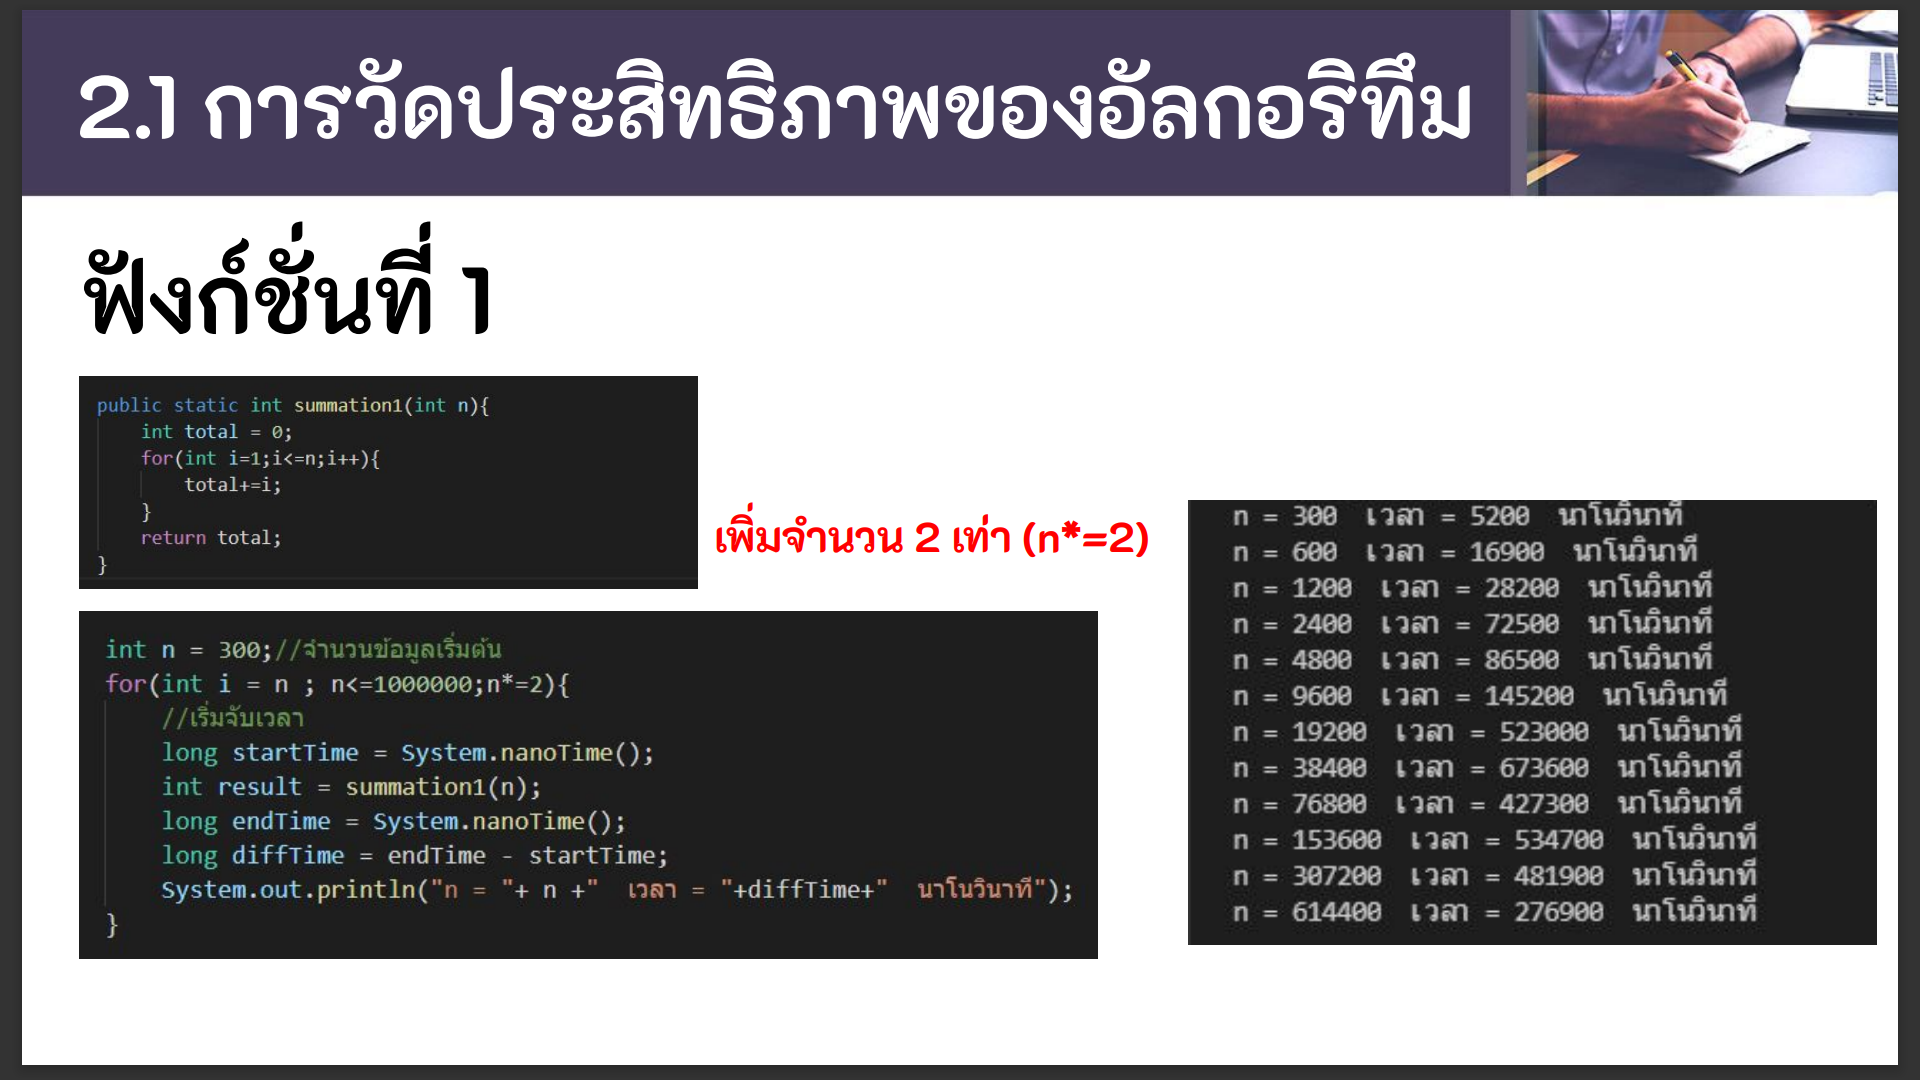 2.1 การวัดประสิทธิภาพของอัลกอริทึม
ฟังก์ชั่นที่ 1
public static int summation1(int n){
    int total = 0;
    for(int i=1;i<=n;i++){
        total+=i;
    }
    return total;
}
เพิ่มจำนวน 2 เท่า (n*=2)
int n = 300;//จำนวนข้อมูลเริ่มต้น
for(int i = n ; n<=1000000;n*=2){
    //เริ่มจับเวลา
    long startTime = System.nanoTime();
    int result = summation1(n);
    long endTime = System.nanoTime();
    long diffTime = endTime - startTime;
    System.out.println("n = "+ n +"  เวลา = "+diffTime+"  นาโนวินาที");
}
n = 300  เวลา = 5200  นาโนวินาที
n = 600  เวลา = 16900  นาโนวินาที
n = 1200  เวลา = 28200  นาโนวินาที
n = 2400  เวลา = 72500  นาโนวินาที
n = 4800  เวลา = 86500  นาโนวินาที
n = 9600  เวลา = 145200  นาโนวินาที
n = 19200  เวลา = 523000  นาโนวินาที
n = 38400  เวลา = 673600  นาโนวินาที
n = 76800  เวลา = 427300  นาโนวินาที
n = 153600  เวลา = 534700  นาโนวินาที
n = 307200  เวลา = 481900  นาโนวินาที
n = 614400  เวลา = 276900  นาโนวินาที